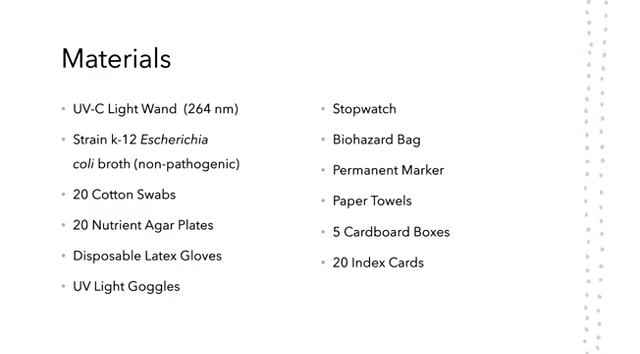 Materials
UV-C Light Wand (264 nm)
Strain k-12 Escherichia
coli broth (non-pathogenic)
20 Cotton Swabs
20 Nutrient Agar Plates
Disposable Latex Gloves
UV Light Goggles
Stopwatch
Biohazard Bag
Permanent Marker
Paper Towels
5 Cardboard Boxes
20 Index Cards